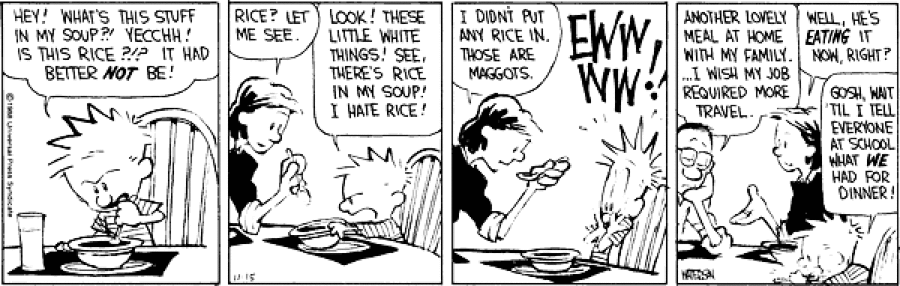 HEY! WHAT'S THIS STUFF
IN MY SOUP?! YECCHH!
IS THIS RICE ?!? IT HAD
BETTER NOT BE!
©1988 Universal Press Syndicate
RICE? LET
ME SEE.
LOOK! THESE
LITTLE WHITE
THINGS! SEE,
THERE'S RICE
IN MY SOUP!
I HATE RICE!
11·15
I DIDN'T PUT
ANY RICE IN.
THOSE ARE
MAGGOTS.
EWW
WW!!
ANOTHER LOVELY
MEAL AT HOME
WITH MY FAMILY.
...I WISH MY JOB
REQUIRED MORE
TRAVEL.
WELL, HE'S
EATING IT
NOW, RIGHT?
GOSH, WAIT
'TIL I TELL
EVERYONE
AT SCHOOL
WHAT WE
HAD FOR
DINNER!
WATTERSON